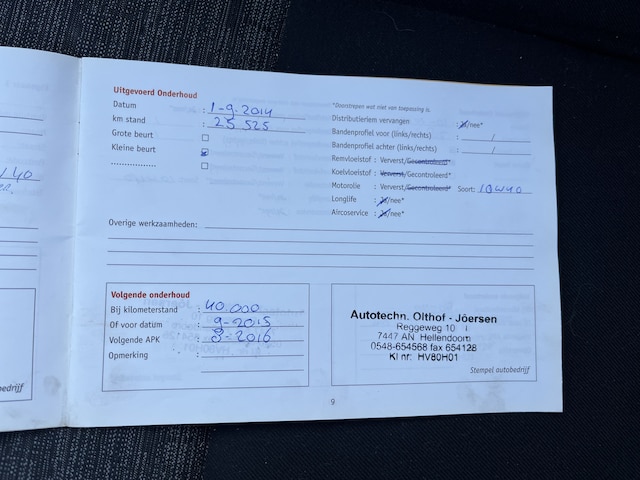 Uitgevoerd Onderhoud
Datum : 1-9-2014
km stand : 25 525
Grote beurt
Kleine beurt
................
*Doorstrepen wat niet van toepassing is.
Distributieriem vervangen : Ja/nee*
Bandenprofiel voor (links/rechts) : /
Bandenprofiel achter (links/rechts) : /
Remvloeistof : Ververst/Gecontroleerd*
Koelvloeistof : Ververst/Gecontroleerd*
Motorolie : Ververst/Gecontroleerd* Soort: 10W40
Longlife : Ja/nee*
Aircoservice : Ja/nee*
Overige werkzaamheden:
Volgende onderhoud
Bij kilometerstand : 40.000
Of voor datum : 9-2015
Volgende APK : 8-2016
Opmerking :
Autotechn. Olthof - Jöersen
Reggeweg 10
7447 AN Hellendoorn
0548-654568 fax 654128
Kl nr: HV80H01
Stempel autobedrijf
9
40
bedrijf